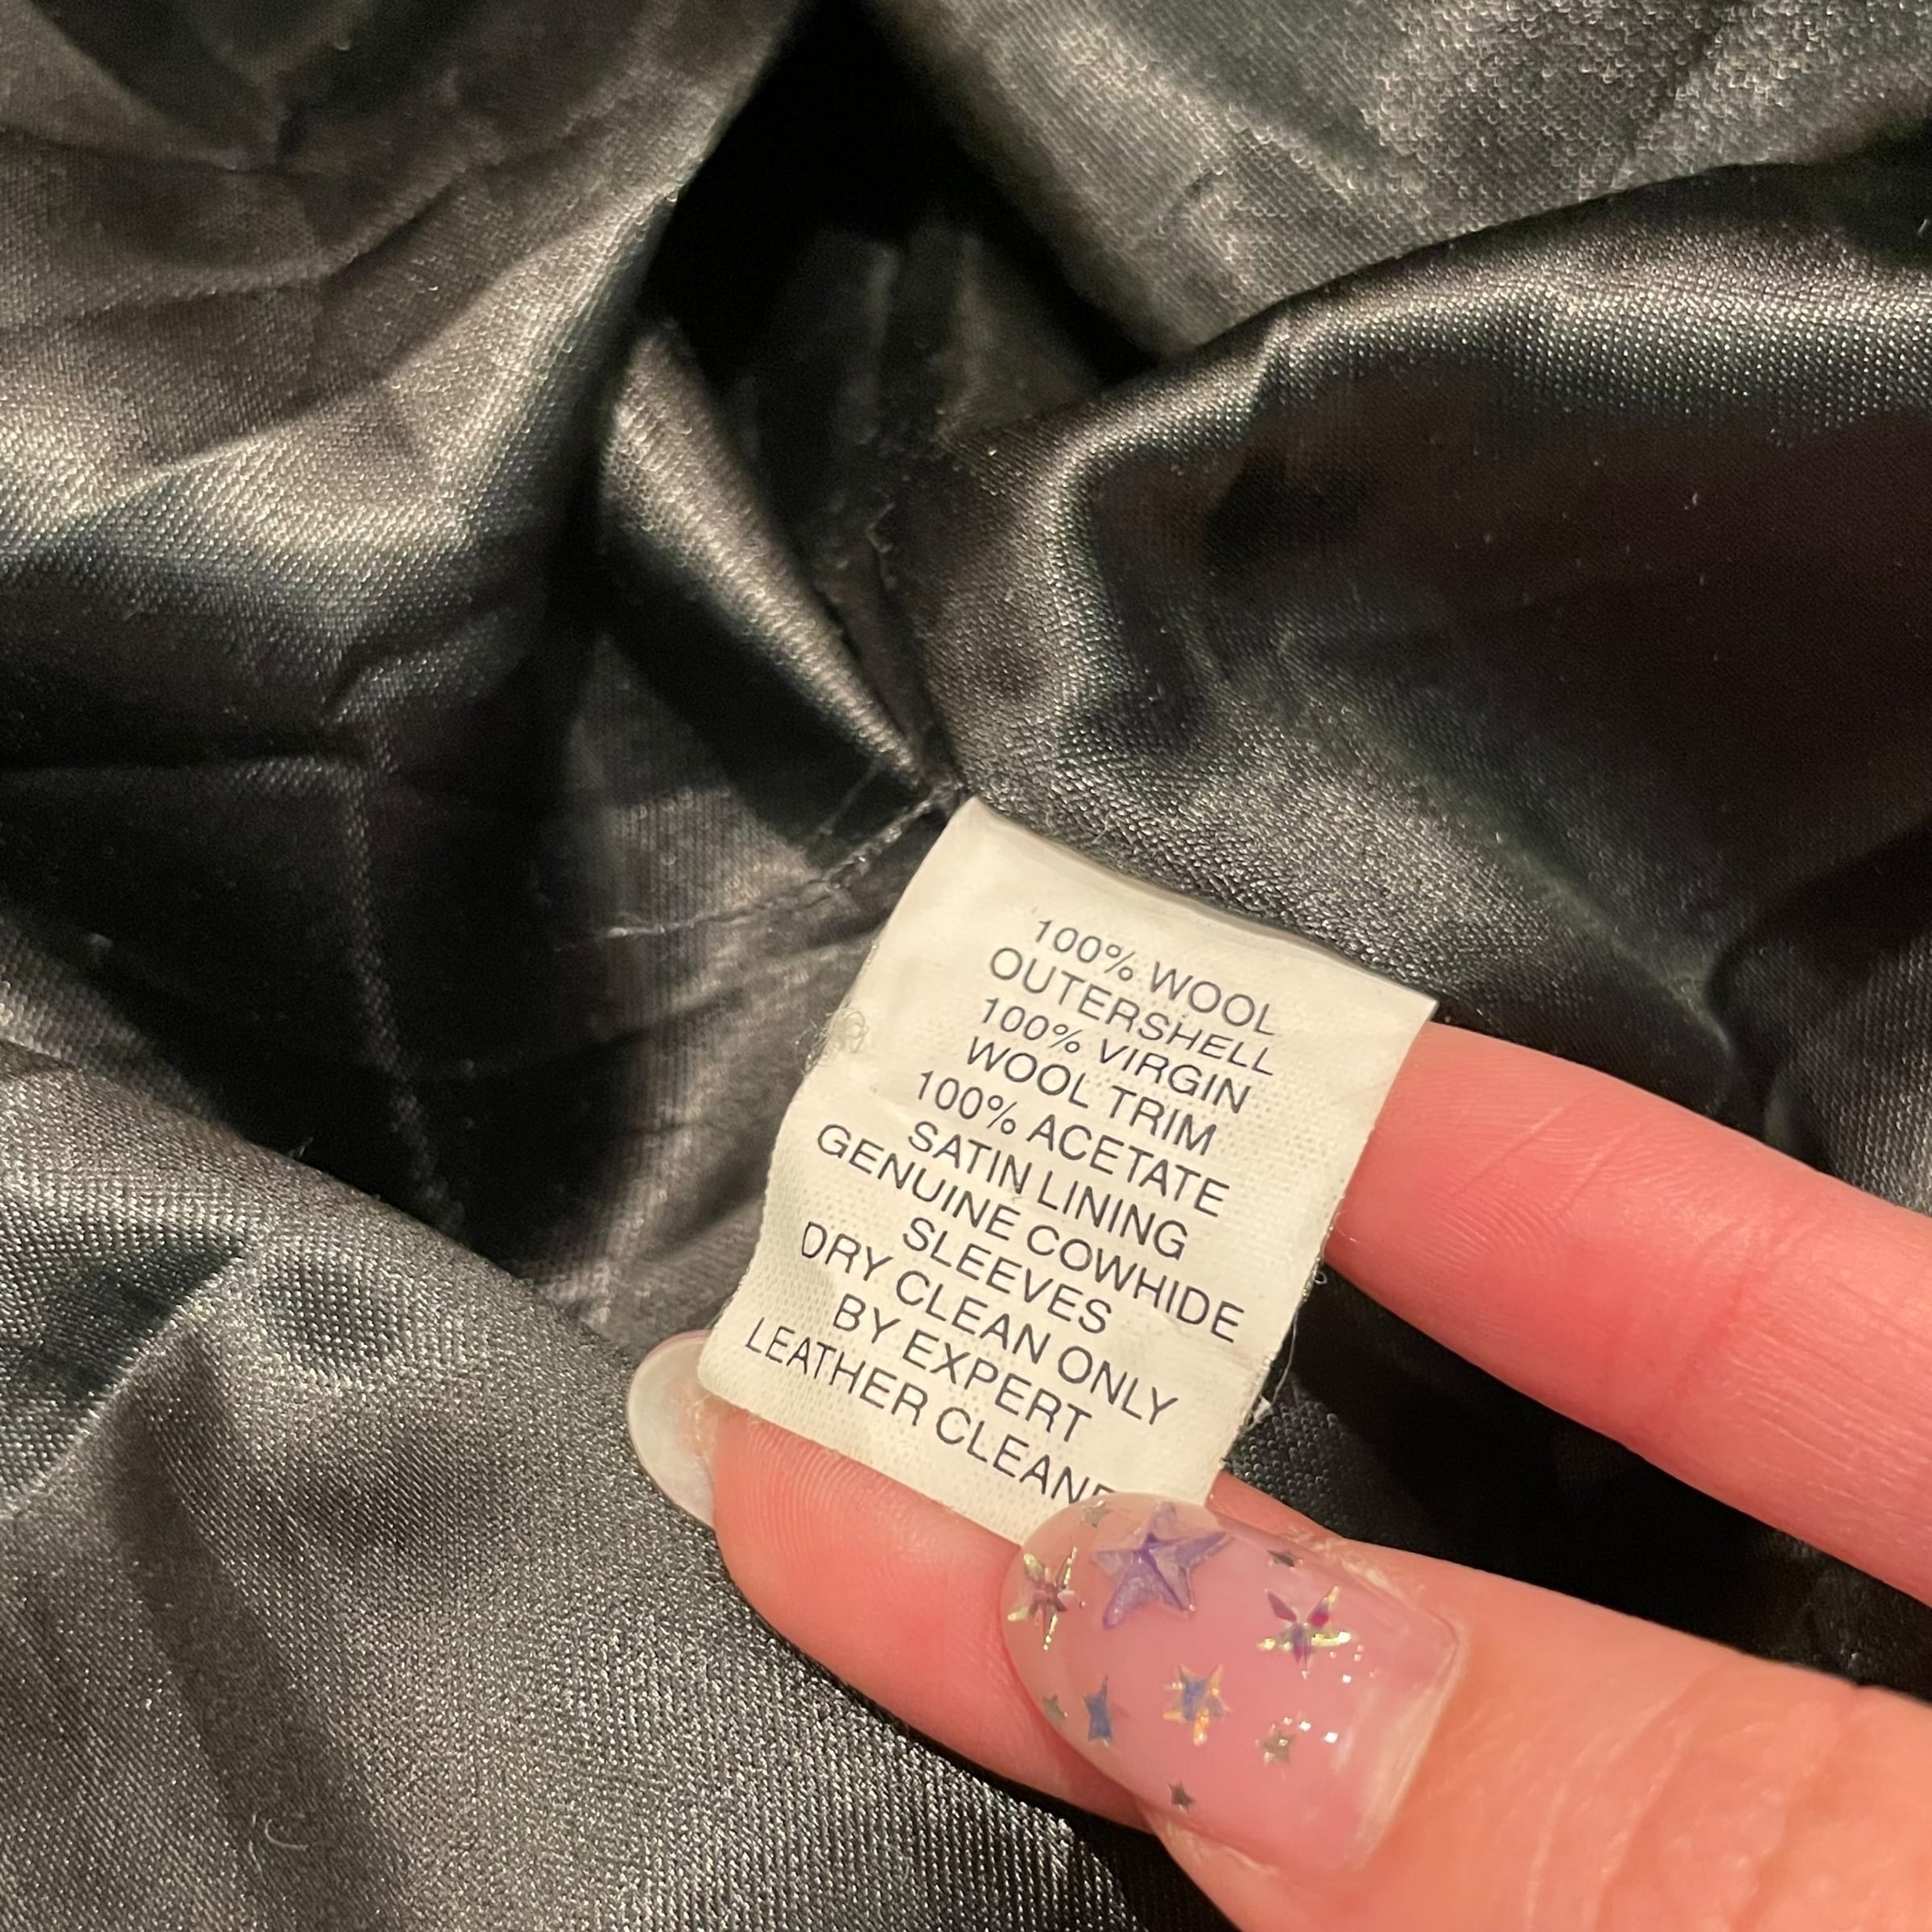 100% WOOL
OUTERSHELL
100% VIRGIN
WOOL TRIM
100% ACETATE
SATIN LINING
GENUINE COWHIDE
SLEEVES
DRY CLEAN ONLY
BY EXPERT
LEATHER